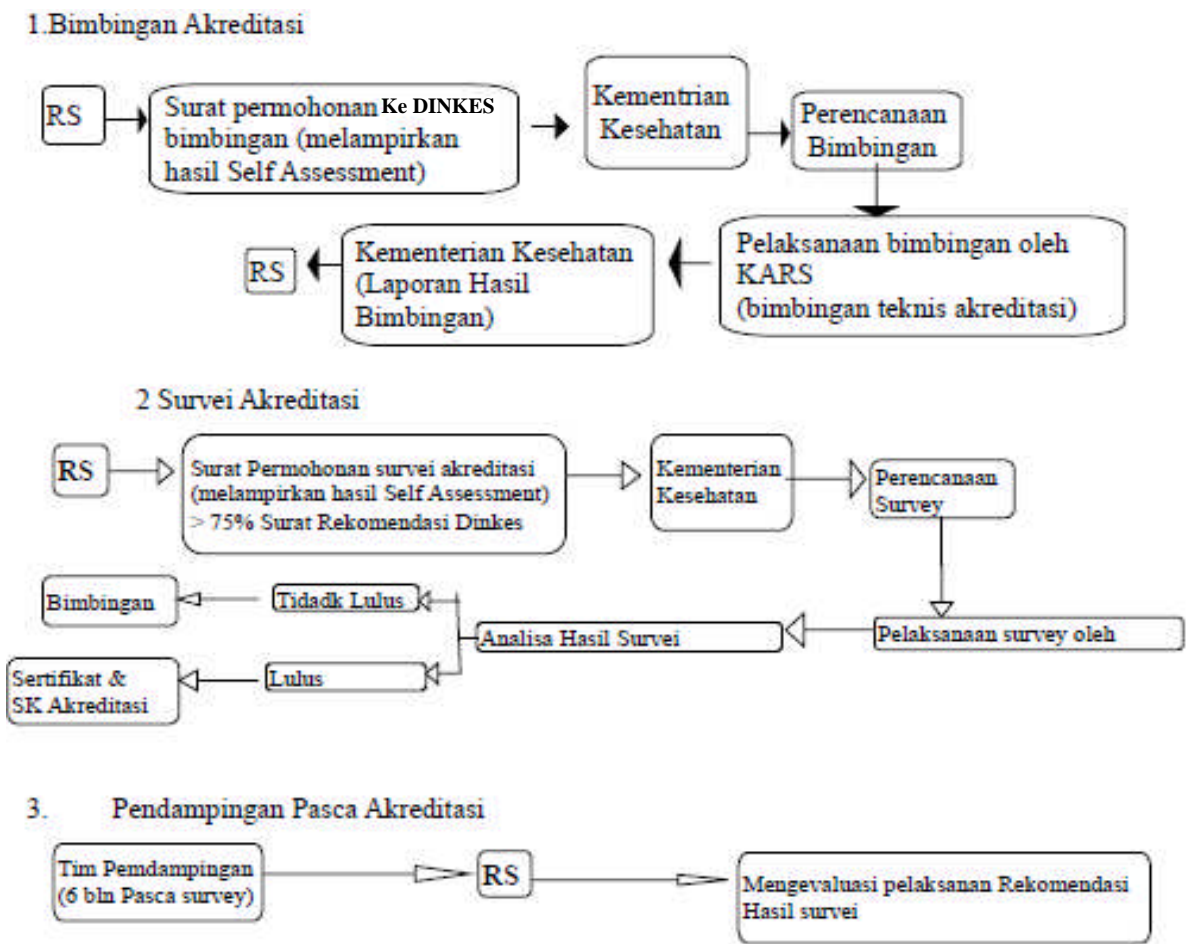 1.Bimbingan Akreditasi
RS
Surat permohonan Ke DINKES
bimbingan (melampirkan
hasil Self Assessment)
Kementrian
Kesehatan
Perencanaan
Bimbingan
Pelaksanaan bimbingan oleh
KARS
(bimbingan teknis akreditasi)
Kementerian Kesehatan
(Laporan Hasil
Bimbingan)
RS
2 Survei Akreditasi
RS
Surat Permohonan survei akreditasi
(melampirkan hasil Self Assessment)
> 75% Surat Rekomendasi Dinkes
Kementerian
Kesehatan
Perencanaan
Survey
Pelaksanaan survey oleh
Analisa Hasil Survei
Tidadk Lulus
Bimbingan
Lulus
Sertifikat &
SK Akreditasi
3. Pendampingan Pasca Akreditasi
Tim Pemdampingan
(6 bln Pasca survey)
RS
Mengevaluasi pelaksanan Rekomendasi
Hasil survei